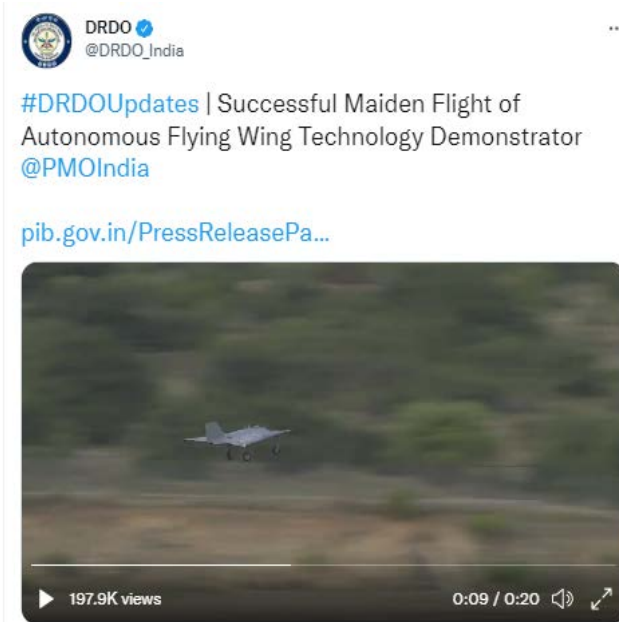 DRDO
@DRDO_India
#DRDOUpdates | Successful Maiden Flight of
Autonomous Flying Wing Technology Demonstrator
@PMOIndia
pib.gov.in/PressReleasePa...
197.9K views
0:09 / 0:20